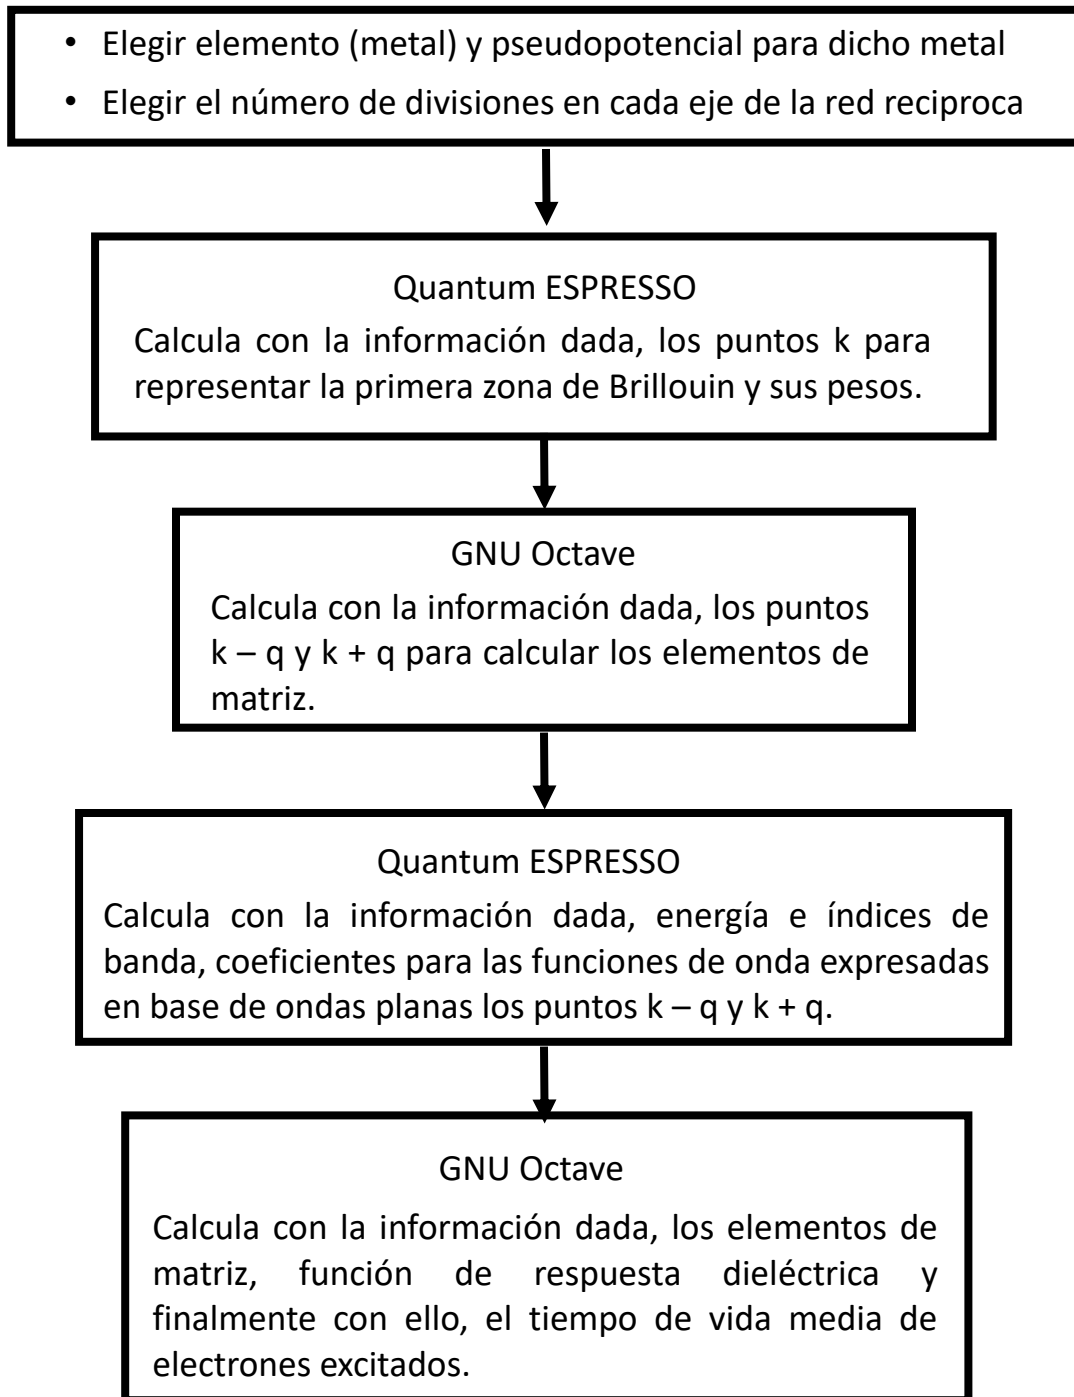 • Elegir elemento (metal) y pseudopotencial para dicho metal
• Elegir el número de divisiones en cada eje de la red reciproca
Quantum ESPRESSO
Calcula con la información dada, los puntos k para
representar la primera zona de Brillouin y sus pesos.
GNU Octave
Calcula con la información dada, los puntos
k – q y k + q para calcular los elementos de
matriz.
Quantum ESPRESSO
Calcula con la información dada, energía e índices de
banda, coeficientes para las funciones de onda expresadas
en base de ondas planas los puntos k – q y k + q.
GNU Octave
Calcula con la información dada, los elementos de
matriz, función de respuesta dieléctrica y
finalmente con ello, el tiempo de vida media de
electrones excitados.